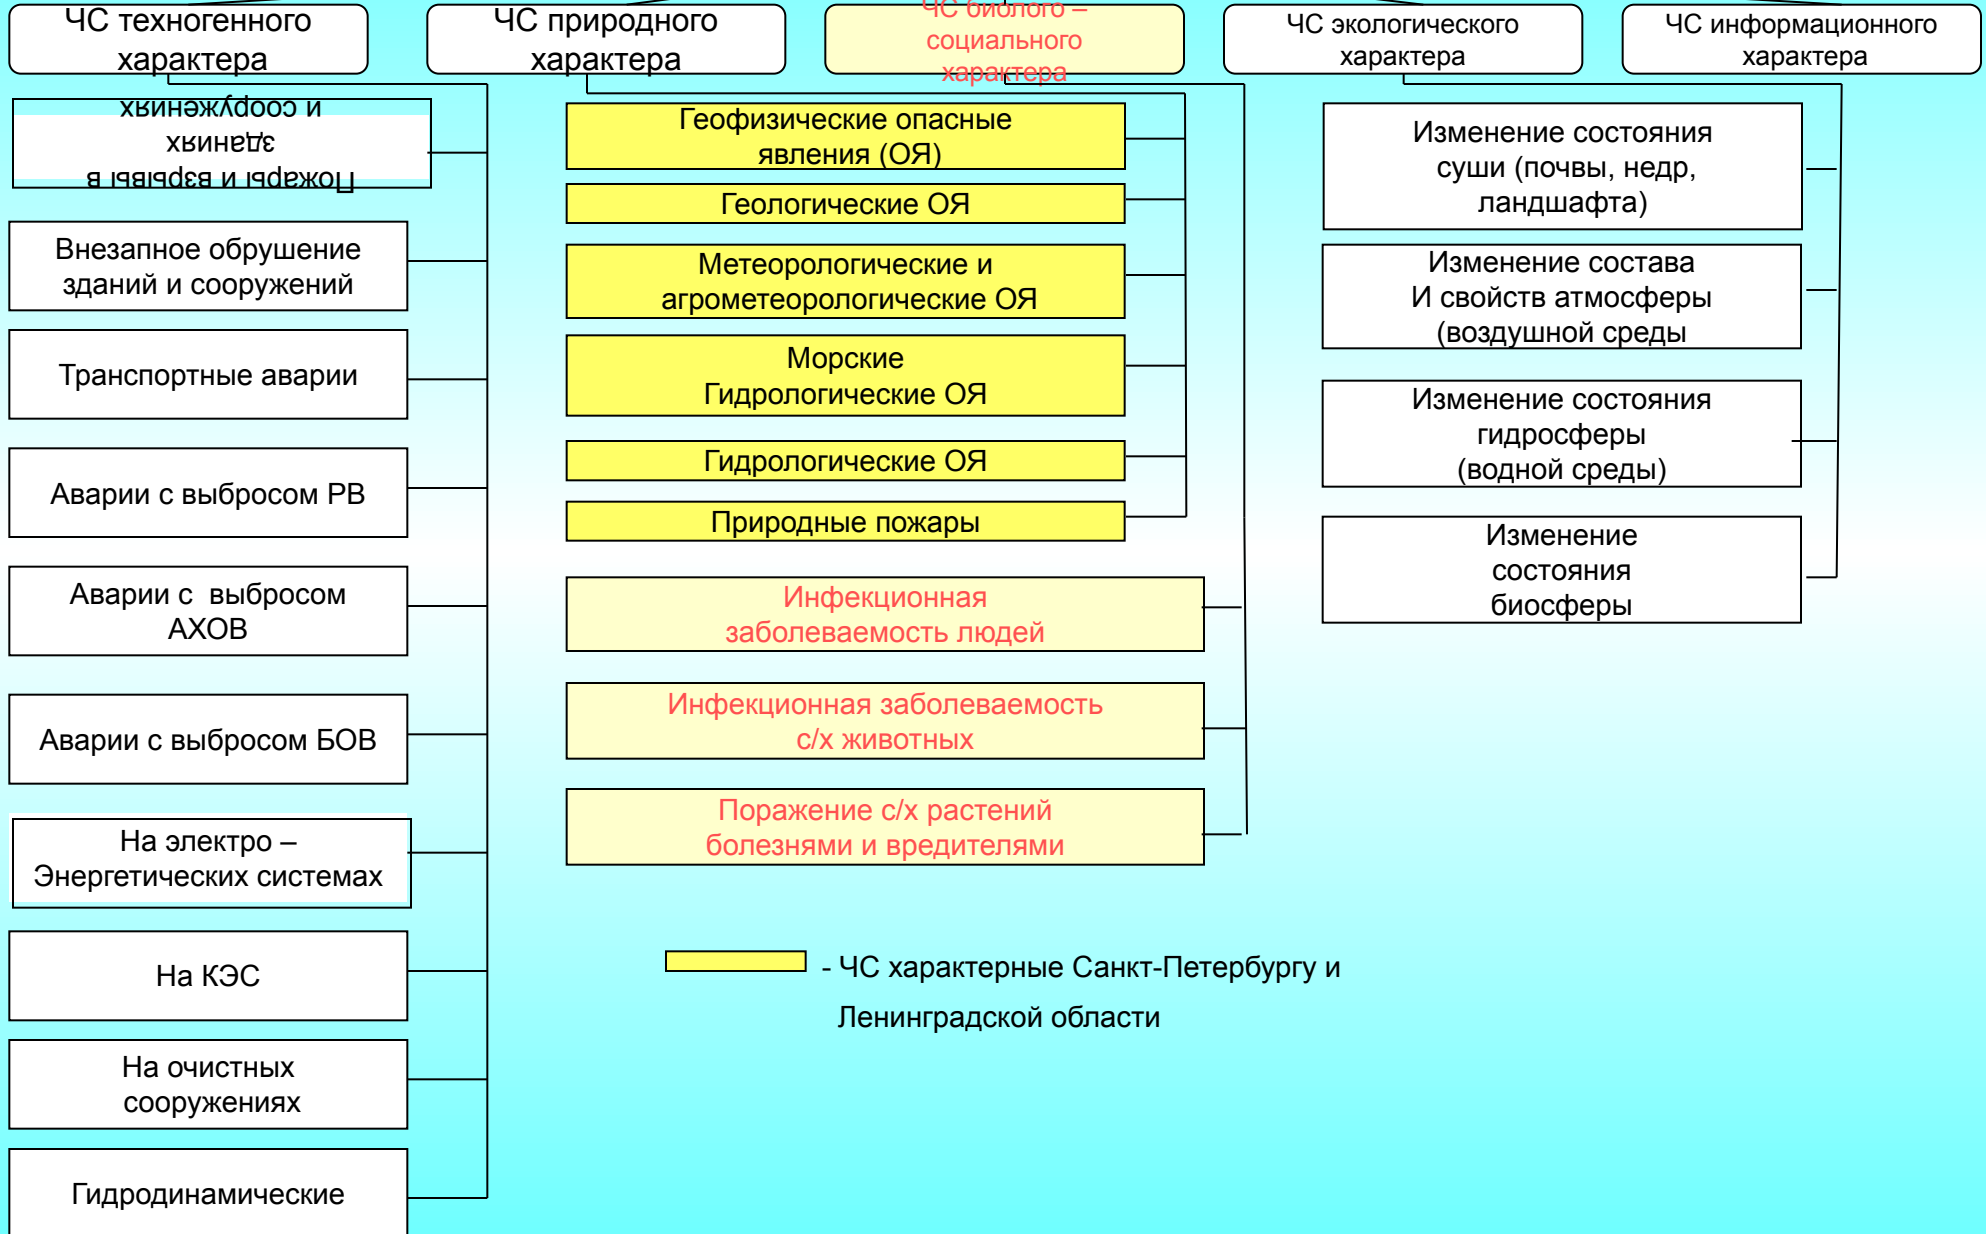 ЧС техногенного
характера
ЧС природного
характера
ЧС биолого –
социального
характера
ЧС экологического
характера
ЧС информационного
характера
Пожары и взрывы в
зданиях
и сооружениях
Внезапное обрушение
зданий и сооружений
Транспортные аварии
Аварии с выбросом РВ
Аварии с выбросом
АХОВ
Аварии с выбросом БОВ
На электро –
Энергетических системах
На КЭС
На очистных
сооружениях
Гидродинамические
Геофизические опасные
явления (ОЯ)
Геологические ОЯ
Метеорологические и
агрометеорологические ОЯ
Морские
Гидрологические ОЯ
Гидрологические ОЯ
Природные пожары
Инфекционная
заболеваемость людей
Инфекционная заболеваемость
с/х животных
Поражение с/х растений
болезнями и вредителями
Изменение состояния
суши (почвы, недр,
ландшафта)
Изменение состава
И свойств атмосферы
(воздушной среды
Изменение состояния
гидросферы
(водной среды)
Изменение
состояния
биосферы
- ЧС характерные Санкт-Петербургу и
Ленинградской области